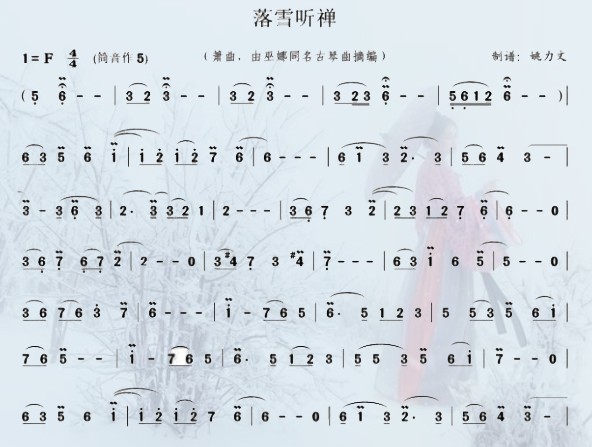 落雪听禅
1=F 4/4 (筒音作5) (箫曲，由巫娜同名古琴曲摘编) 制谱：姚力文
( 5 6 - - | 3 2 3 - - | 3 2 3 - - | 3 2 3 6 - - | 5 6 1 2 6 - - ) |
6 3 5 6 i | i 2 i 2 7 6 | 6 - - - | 6 1 3 2· 3 | 5 6 4 3 - |
3 - 3 6 3 | 2· 3 3 2 1 | 2 - - - | 3 6 7 3 2 | 2 3 1 2 7 6 | 6 - - 0 |
3 6 7 6 7 2 | 2 - - 0 | 3 #4 7 3 #4 | 7 - - - | 6 3 i 6 5 | 5 - - 0 |
3 6 7 6 3 7 | 6 - - - | i - 7 6 5 | 6· 5 1 2 3 | 5 5 3 5 6 i |
7 6 5 - - | i - 7 6 5 | 6· 5 1 2 3 | 5 5 3 5 6 i | 7 - - 0 |
6 3 5 6 i | i 2 i 2 7 6 | 6 - - 0 | 6 1 3 2· 3 | 5 6 4 3 - |